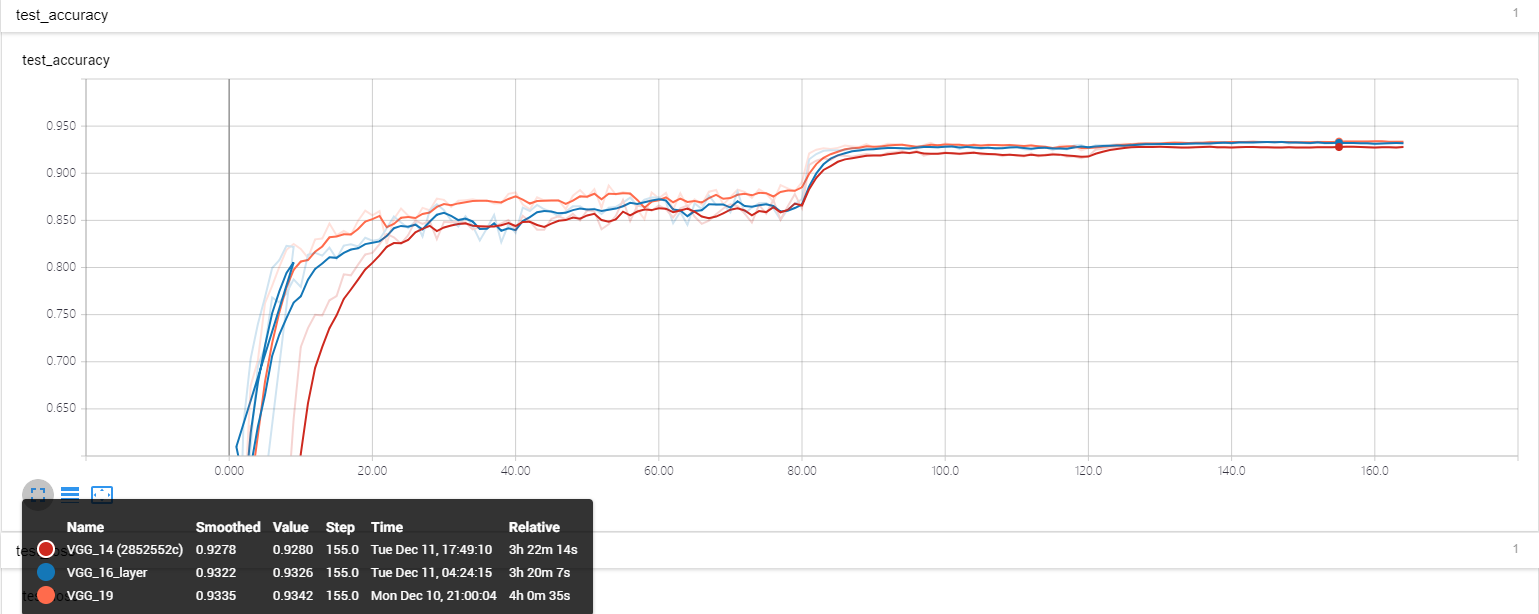 test_accuracy 1
test_accuracy
0.950
0.900
0.850
0.800
0.750
0.700
0.650
0.000 20.00 40.00 60.00 80.00 100.0 120.0 140.0 160.0
Name Smoothed Value Step Time Relative
VGG_14 (2852552c) 0.9278 0.9280 155.0 Tue Dec 11, 17:49:10 3h 22m 14s
1
VGG_16_layer 0.9322 0.9326 155.0 Tue Dec 11, 04:24:15 3h 20m 7s
VGG_19 0.9335 0.9342 155.0 Mon Dec 10, 21:00:04 4h 0m 35s